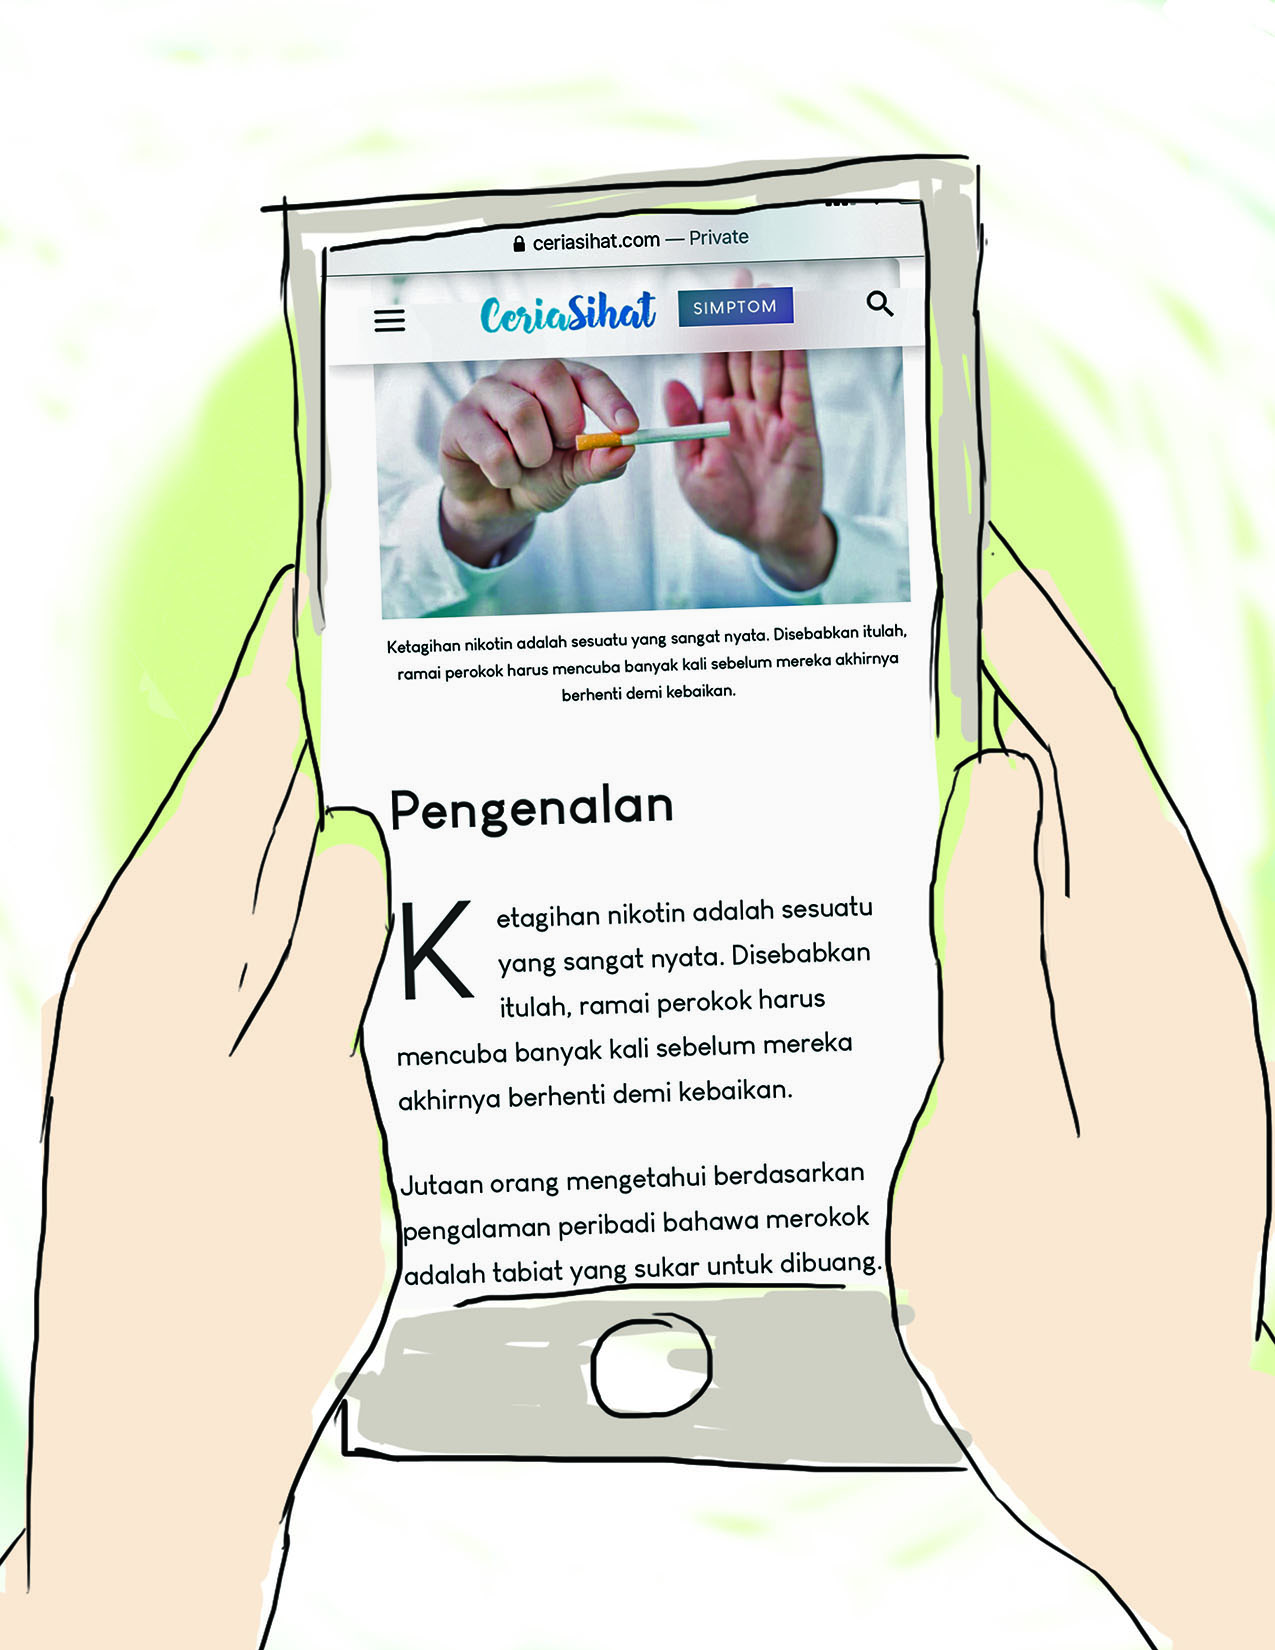 ceriasihat.com — Private
CeriaSihat SIMPTOM
Ketagihan nikotin adalah sesuatu yang sangat nyata. Disebabkan itulah,
ramai perokok harus mencuba banyak kali sebelum mereka akhirnya
berhenti demi kebaikan.
Pengenalan
Ketagihan nikotin adalah sesuatu
yang sangat nyata. Disebabkan
itulah, ramai perokok harus
mencuba banyak kali sebelum mereka
akhirnya berhenti demi kebaikan.
Jutaan orang mengetahui berdasarkan
pengalaman peribadi bahawa merokok
adalah tabiat yang sukar untuk dibuang.